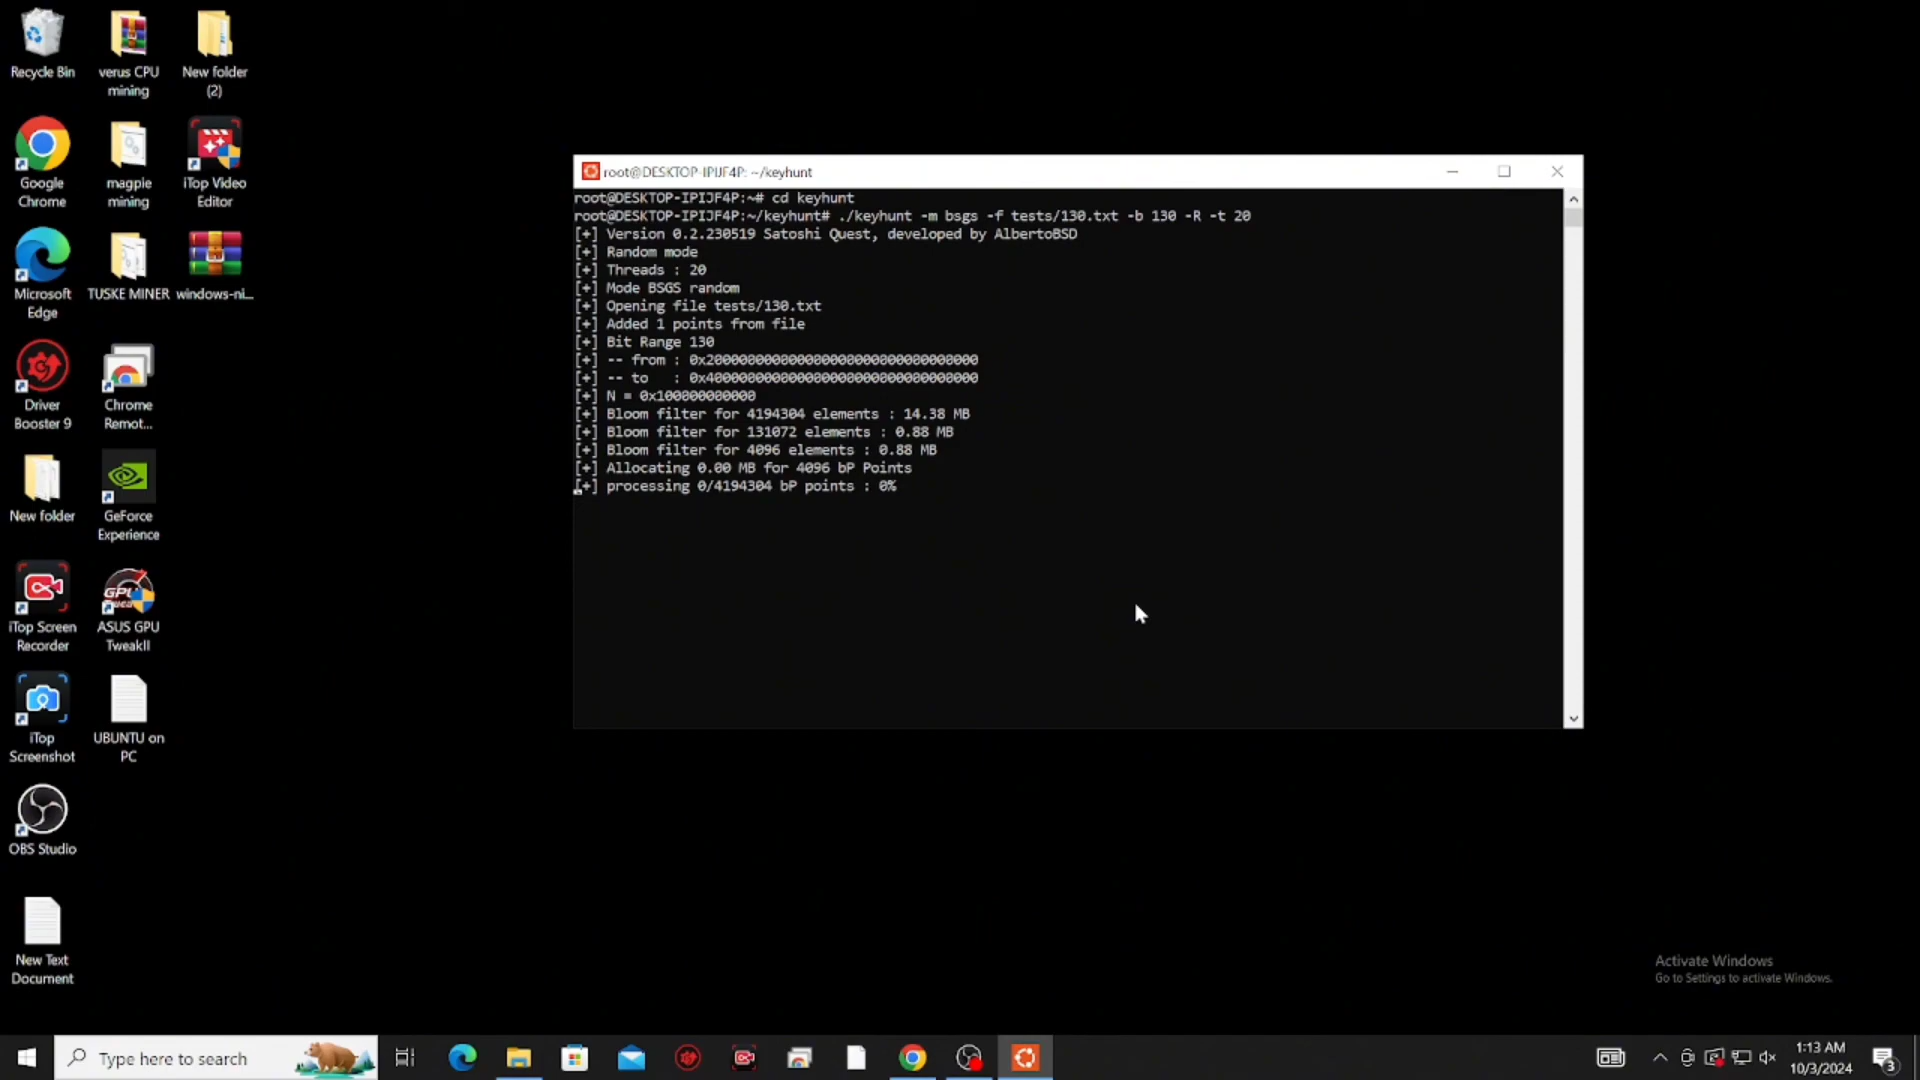 Recycle Bin
verus CPU
mining
New folder
(2)
Google
Chrome
magpie
mining
iTop Video
Editor
Microsoft
Edge
TUSKE MINER
windows-ni...
Driver
Booster 9
Chrome
Remot...
New folder
GeForce
Experience
iTop Screen
Recorder
ASUS GPU
TweakII
iTop
Screenshot
UBUNTU on
PC
OBS Studio
New Text
Document
root@DESKTOP-IPIJF4P: ~/keyhunt
root@DESKTOP-IPIJF4P:~# cd keyhunt
root@DESKTOP-IPIJF4P:~/keyhunt# ./keyhunt -m bsgs -f tests/130.txt -b 130 -R -t 20
[+] Version 0.2.230519 Satoshi Quest, developed by AlbertoBSD
[+] Random mode
[+] Threads : 20
[+] Mode BSGS random
[+] Opening file tests/130.txt
[+] Added 1 points from file
[+] Bit Range 130
[+] -- from : 0x200000000000000000000000000000000
[+] -- to   : 0x400000000000000000000000000000000
[+] N = 0x100000000000
[+] Bloom filter for 4194304 elements : 14.38 MB
[+] Bloom filter for 131072 elements : 0.88 MB
[+] Bloom filter for 4096 elements : 0.88 MB
[+] Allocating 0.00 MB for 4096 bP Points
[+] processing 0/4194304 bP points : 0%
Activate Windows
Go to Settings to activate Windows.
Type here to search
1:13 AM
10/3/2024
3